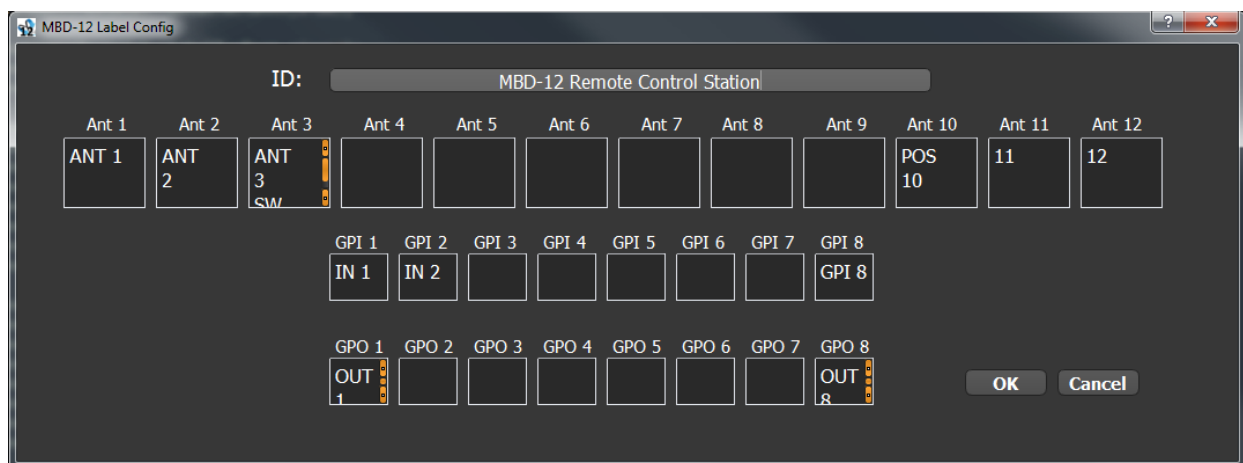 MBD-12 Label Config
ID: MBD-12 Remote Control Station
Ant 1 Ant 2 Ant 3 Ant 4 Ant 5 Ant 6 Ant 7 Ant 8 Ant 9 Ant 10 Ant 11 Ant 12
ANT 1 ANT ANT POS 11 12
2 3 10
SW
GPI 1 GPI 2 GPI 3 GPI 4 GPI 5 GPI 6 GPI 7 GPI 8
IN 1 IN 2 GPI 8
GPO 1 GPO 2 GPO 3 GPO 4 GPO 5 GPO 6 GPO 7 GPO 8
OUT OUT
1 8
OK Cancel